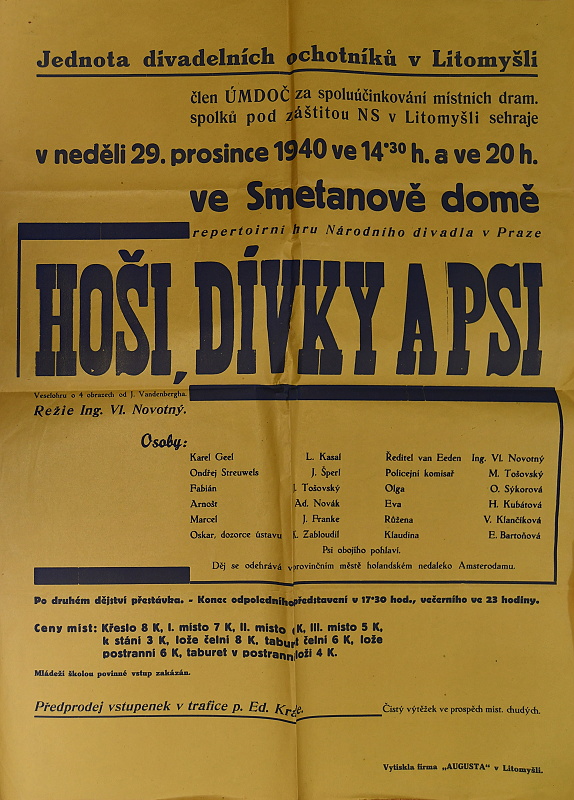 Jednota divadelních ochotníků v Litomyšli
člen ÚMDOČ za spoluúčinkování místních dram.
spolků pod záštitou NS v Litomyšli sehraje
v neděli 29. prosince 1940 ve 14·30 h. a ve 20 h.
ve Smetanově domě
repertoirní hru Národního divadla v Praze
HOŠI, DÍVKY A PSI
Veselohru o 4 obrazech od J. Vandenbergha.
Režie Ing. Vl. Novotný.
Osoby:
Karel Geel L. Kasal Ředitel van Eeden Ing. Vl. Novotný
Ondřej Streuwels J. Šperl Policejní komisař M. Tošovský
Fabián J. Tošovský Olga O. Sýkorová
Arnošt Ad. Novák Eva H. Kubátová
Marcel J. Franke Růžena V. Klančíková
Oskar, dozorce ústavu K. Zabloudil Klaudina E. Bartoňová
Psi obojího pohlaví.
Děj se odehrává v provinčním městě holandském nedaleko Amsterodamu.
Po druhém dějství přestávka. - Konec odpoledního představení v 17·30 hod., večerního ve 23 hodiny.
Ceny míst: Křeslo 8 K, I. místo 7 K, II. místo K, III. místo 5 K,
k stání 3 K, lože čelní 8 K, taburet čelní 6 K, lože
postranní 6 K, taburet v postranní loži 4 K.
Mládeži školou povinné vstup zakázán.
Předprodej vstupenek v trafice p. Ed.
Čistý výtěžek ve prospěch míst. chudých.
Vytiskla firma „AUGUSTA" v Litomyšli.